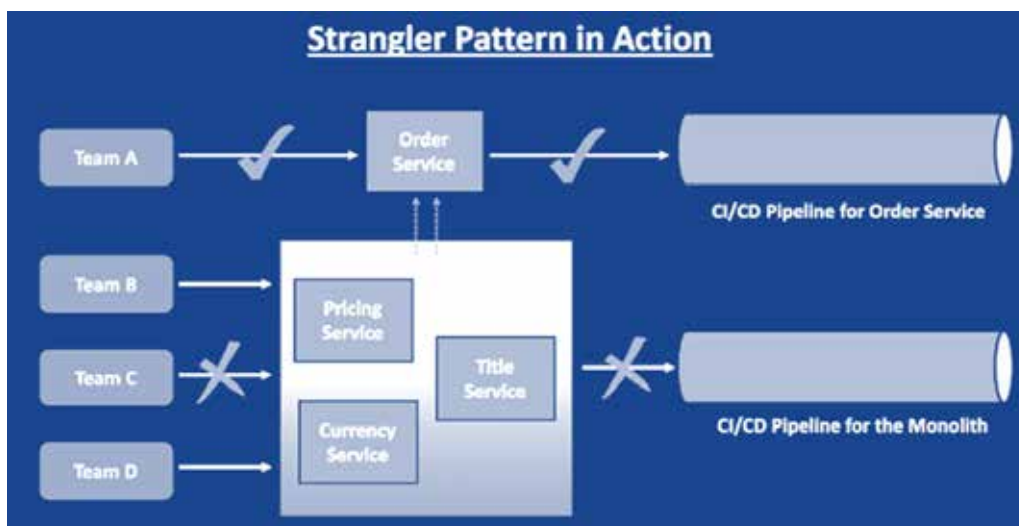 Strangler Pattern in Action
Team A
Order
Service
CI/CD Pipeline for Order Service
Team B
Team C
Team D
Pricing
Service
Title
Service
Currency
Service
CI/CD Pipeline for the Monolith